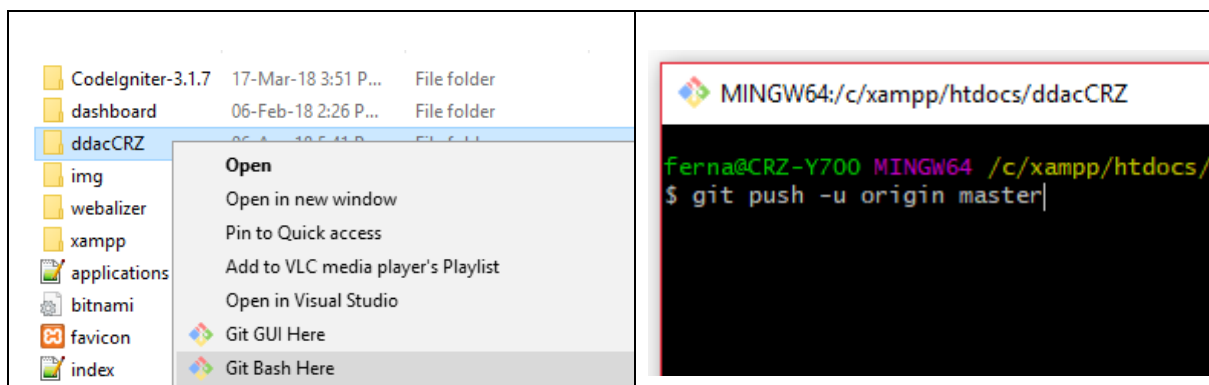 CodeIgniter-3.1.7 17-Mar-18 3:51 P... File folder
dashboard 06-Feb-18 2:26 P... File folder
ddacCRZ
img
webalizer
xampp
applications
bitnami
favicon
index
Open
Open in new window
Pin to Quick access
Add to VLC media player's Playlist
Open in Visual Studio
Git GUI Here
Git Bash Here
MINGW64:/c/xampp/htdocs/ddacCRZ
ferna@CRZ-Y700 MINGW64 /c/xampp/htdocs/
$ git push -u origin master